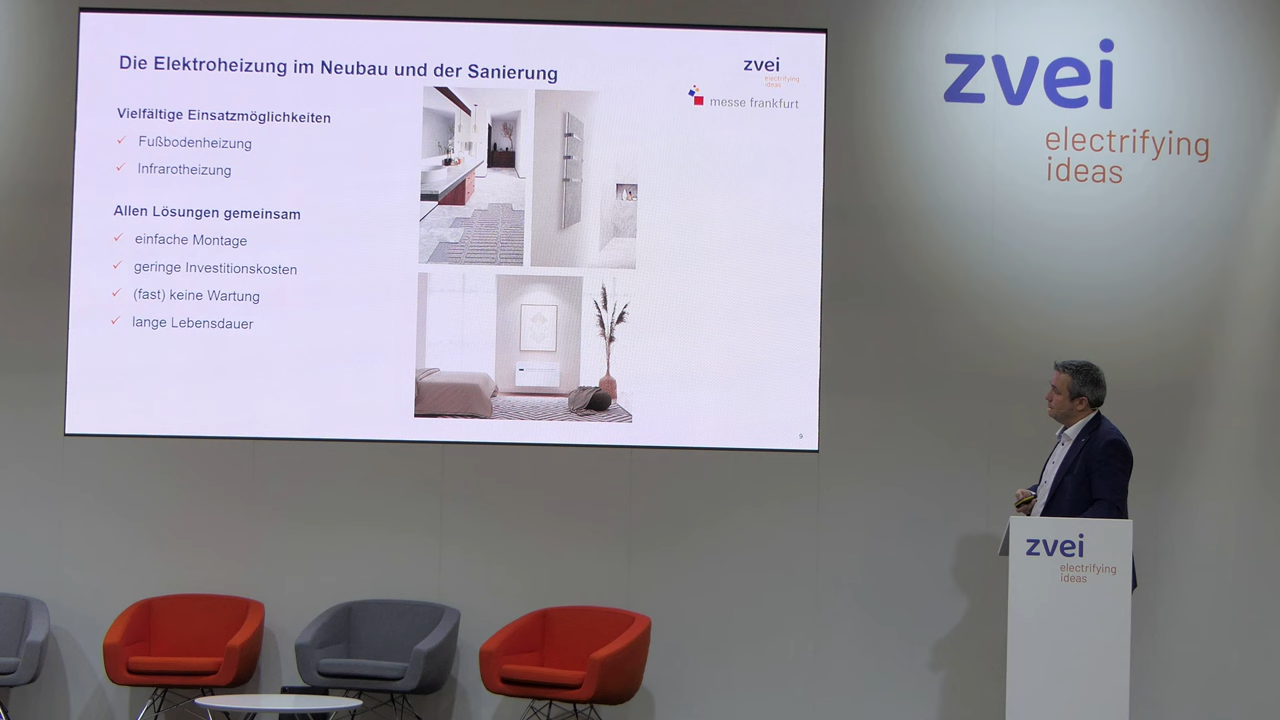 Die Elektroheizung im Neubau und der Sanierung
zvei
electrifying
ideas
messe frankfurt
Vielfältige Einsatzmöglichkeiten
✓ Fußbodenheizung
✓ Infrarotheizung
Allen Lösungen gemeinsam
✓ einfache Montage
✓ geringe Investitionskosten
✓ (fast) keine Wartung
✓ lange Lebensdauer
9
zvei
electrifying
ideas
zvei
electrifying
ideas